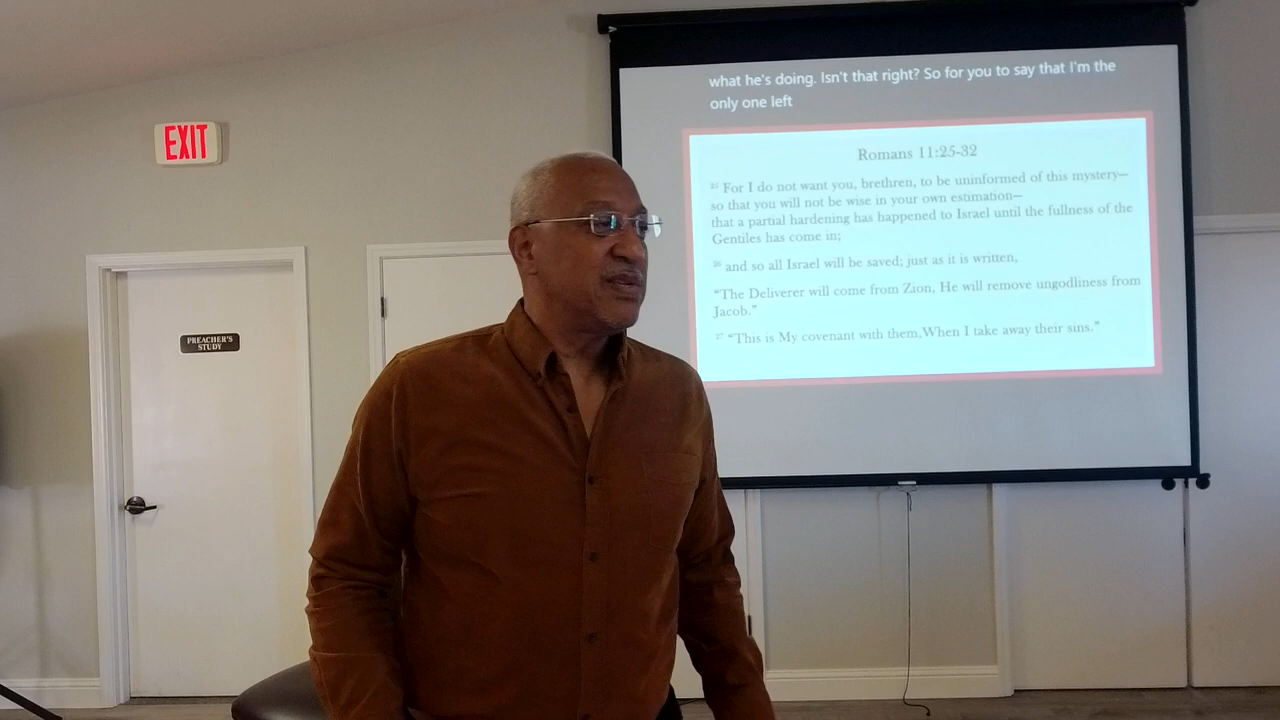 what he's doing. Isn't that right? So for you to say that I'm the
only one left
EXIT
Romans 11:25-32
25 For I do not want you, brethren, to be uninformed of this mystery—
so that you will not be wise in your own estimation—
that a partial hardening has happened to Israel until the fullness of the
Gentiles has come in;
26 and so all Israel will be saved; just as it is written,
"The Deliverer will come from Zion, He will remove ungodliness from
Jacob."
27 "This is My covenant with them,When I take away their sins."
PREACHER'S
STUDY